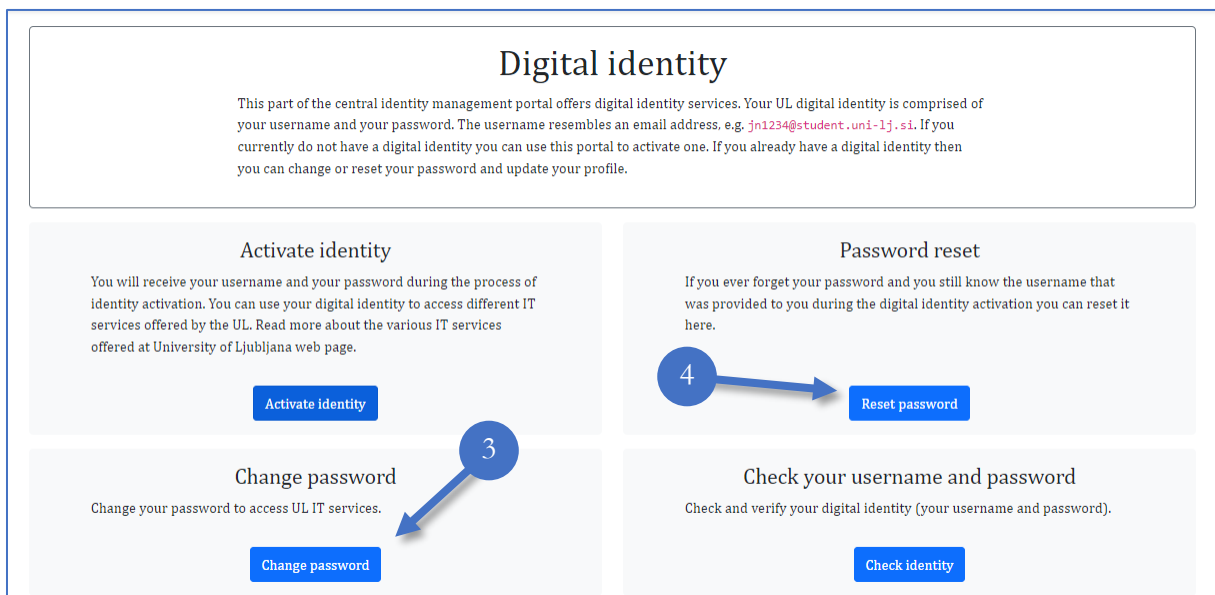 Digital identity
This part of the central identity management portal offers digital identity services. Your UL digital identity is comprised of
your username and your password. The username resembles an email address, e.g. jn1234@student.uni-lj.si. If you
currently do not have a digital identity you can use this portal to activate one. If you already have a digital identity then
you can change or reset your password and update your profile.
Activate identity
You will receive your username and your password during the process of
identity activation. You can use your digital identity to access different IT
services offered by the UL. Read more about the various IT services
offered at University of Ljubljana web page.
Activate identity
Password reset
If you ever forget your password and you still know the username that
was provided to you during the digital identity activation you can reset it
here.
4
Reset password
3
Change password
Change your password to access UL IT services.
Change password
Check your username and password
Check and verify your digital identity (your username and password).
Check identity